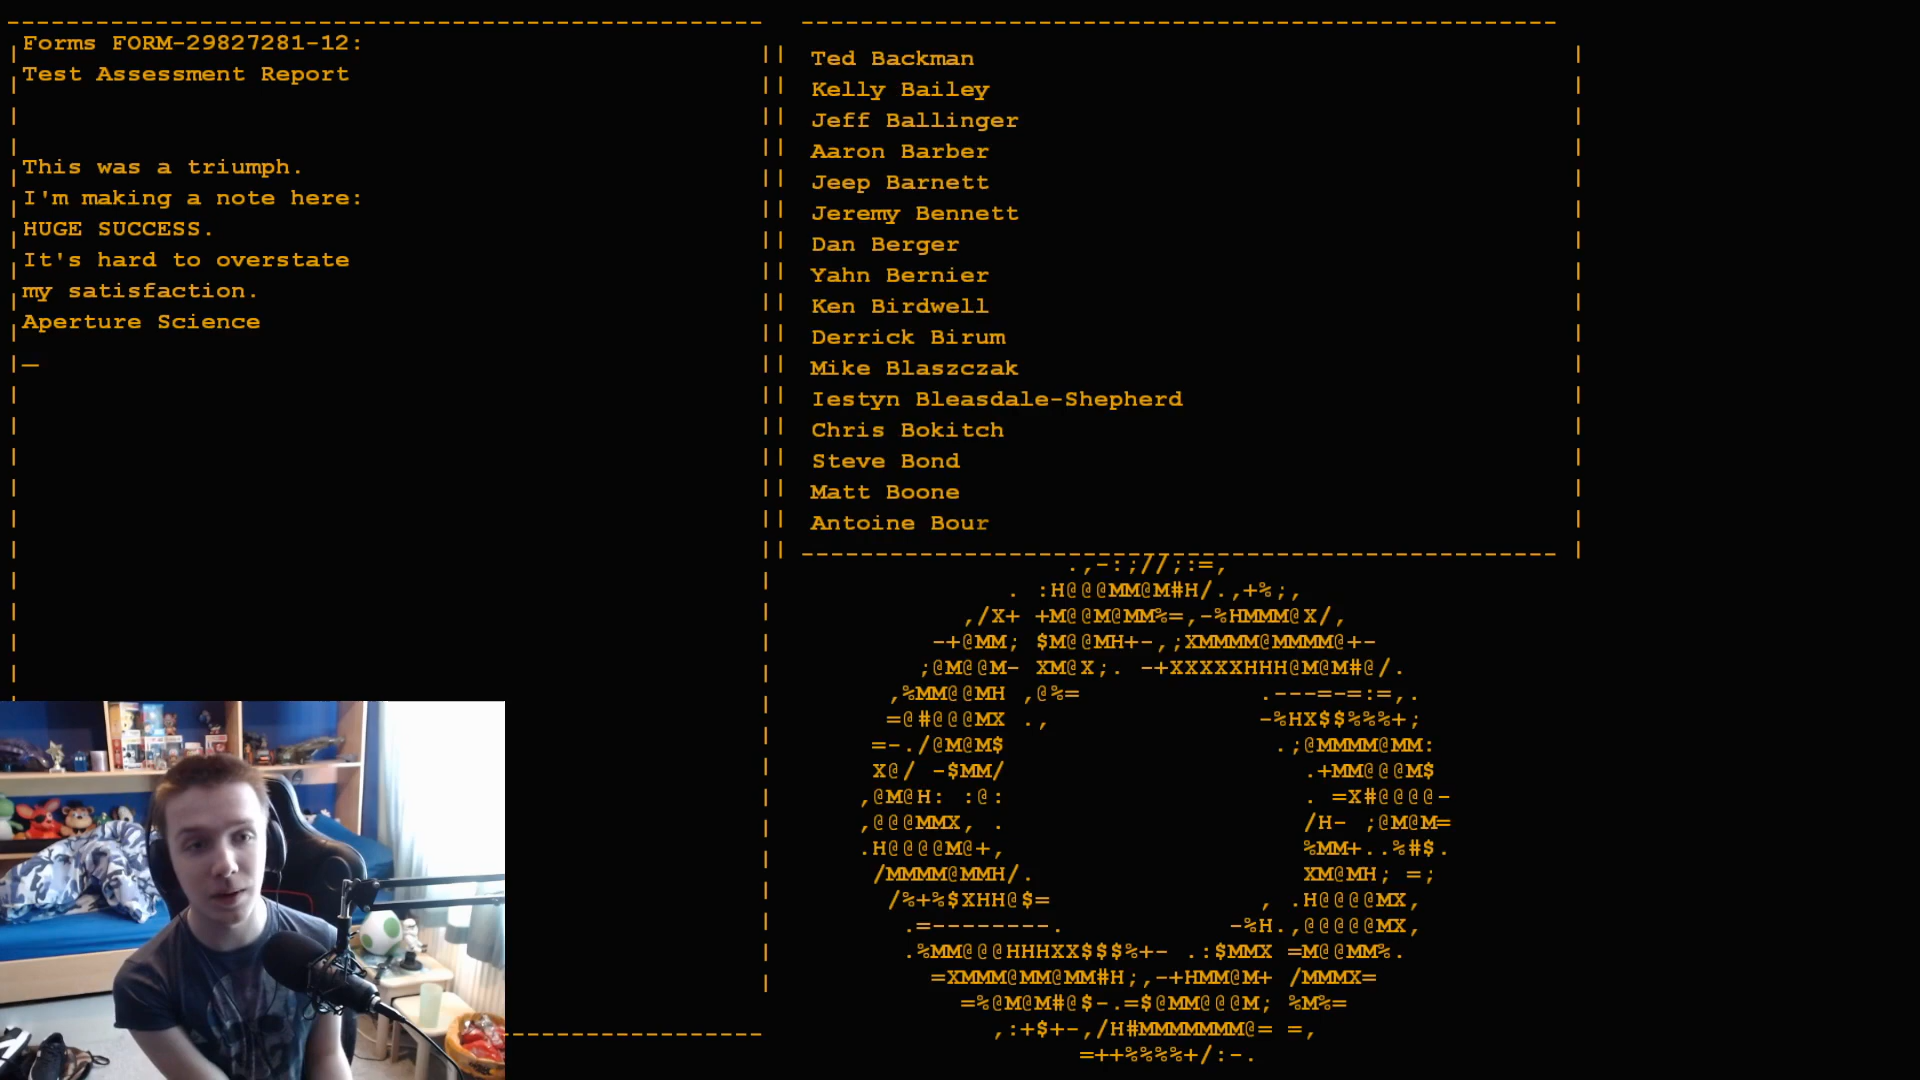 Forms FORM-29827281-12:
Test Assessment Report
This was a triumph.
I'm making a note here:
HUGE SUCCESS.
It's hard to overstate
my satisfaction.
Aperture Science
_
Ted Backman
Kelly Bailey
Jeff Ballinger
Aaron Barber
Jeep Barnett
Jeremy Bennett
Dan Berger
Yahn Bernier
Ken Birdwell
Derrick Birum
Mike Blaszczak
Iestyn Bleasdale-Shepherd
Chris Bokitch
Steve Bond
Matt Boone
Antoine Bour